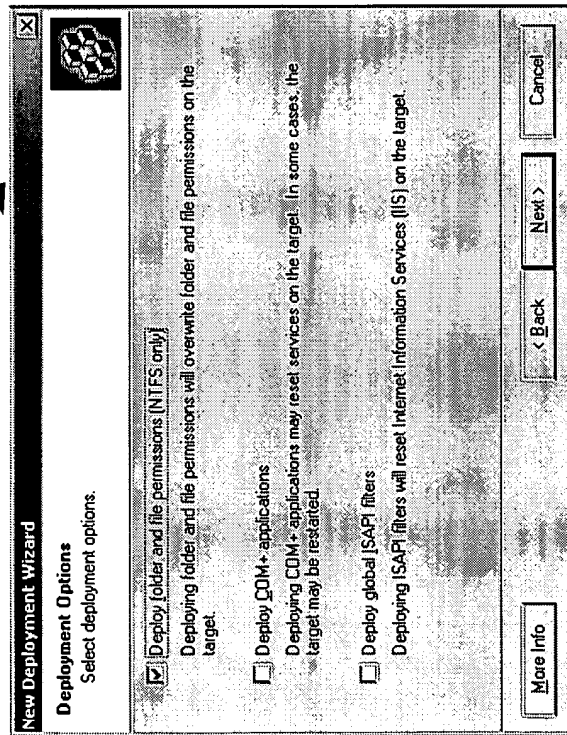 New Deployment Wizard
Deployment Options
Select deployment options.
Deploy folder and file permissions (NTFS only)
Deploying folder and file permissions will overwrite folder and file permissions on the
target.
Deploy COM+ applications
Deploying COM+ applications may reset services on the target. In some cases, the
target may be restarted.
Deploy global ISAPI filters
Deploying ISAPI filters will reset Internet Information Services (IIS) on the target.
More Info
< Back
Next >
Cancel